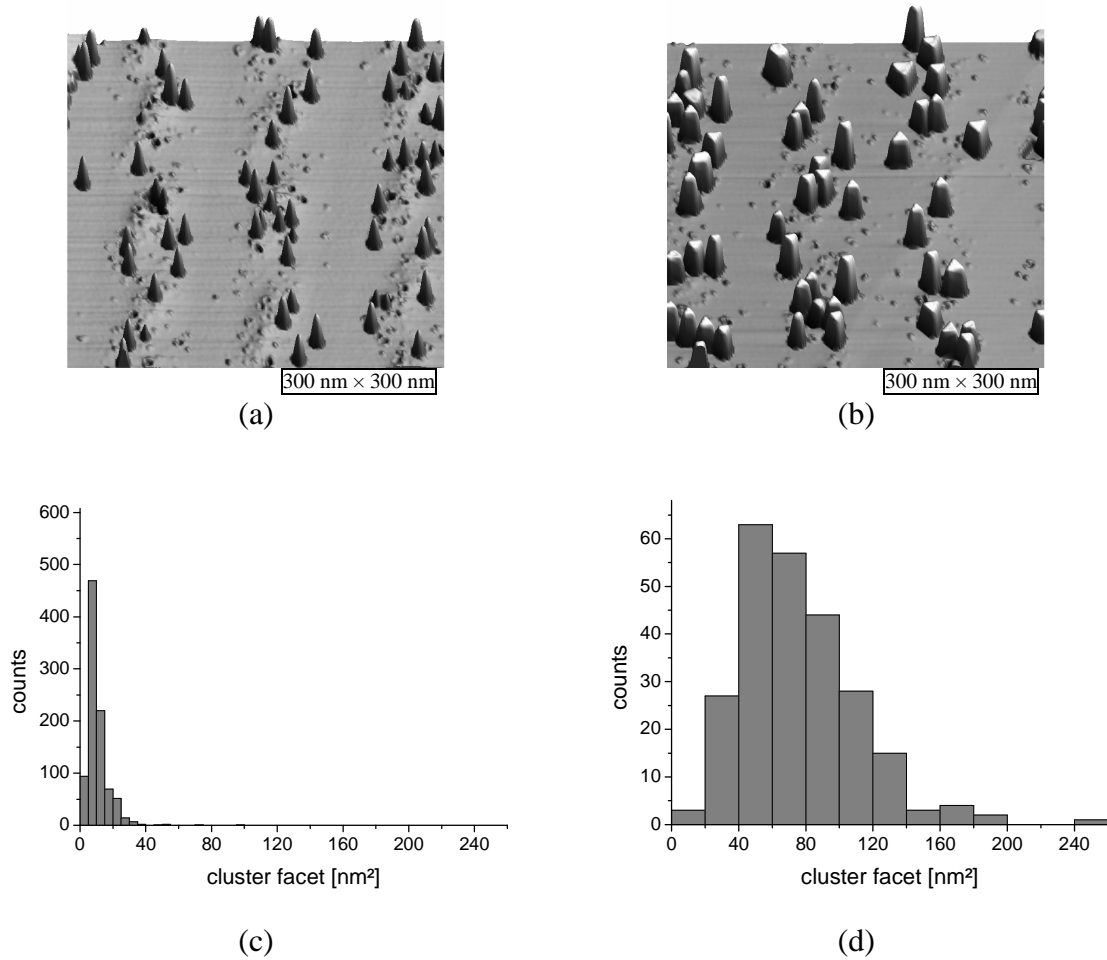 300 nm × 300 nm
300 nm × 300 nm
(a)
(b)
600
500
400
300
200
100
0
counts
0 40 80 120 160 200 240
cluster facet [nm²]
60
50
40
30
20
10
0
counts
0 40 80 120 160 200 240
cluster facet [nm²]
(c)
(d)